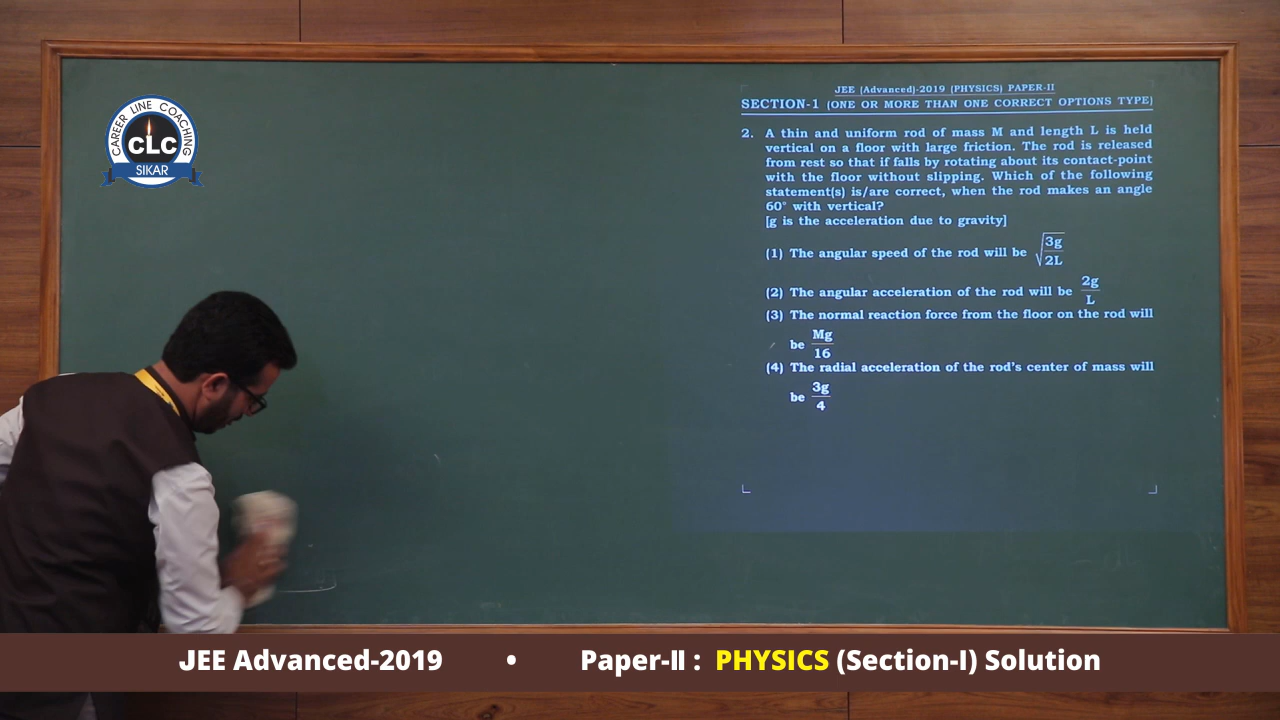 CAREER LINE COACHING
CLC
SIKAR
JEE (Advanced)-2019 (PHYSICS) PAPER-II
SECTION-1 (ONE OR MORE THAN ONE CORRECT OPTIONS TYPE)
2. A thin and uniform rod of mass M and length L is held
vertical on a floor with large friction. The rod is released
from rest so that if falls by rotating about its contact-point
with the floor without slipping. Which of the following
statement(s) is/are correct, when the rod makes an angle
60° with vertical?
[g is the acceleration due to gravity]
(1) The angular speed of the rod will be √(3g/2L)
(2) The angular acceleration of the rod will be 2g/L
(3) The normal reaction force from the floor on the rod will
be Mg/16
(4) The radial acceleration of the rod's center of mass will
be 3g/4
JEE Advanced-2019 • Paper-II : PHYSICS (Section-I) Solution